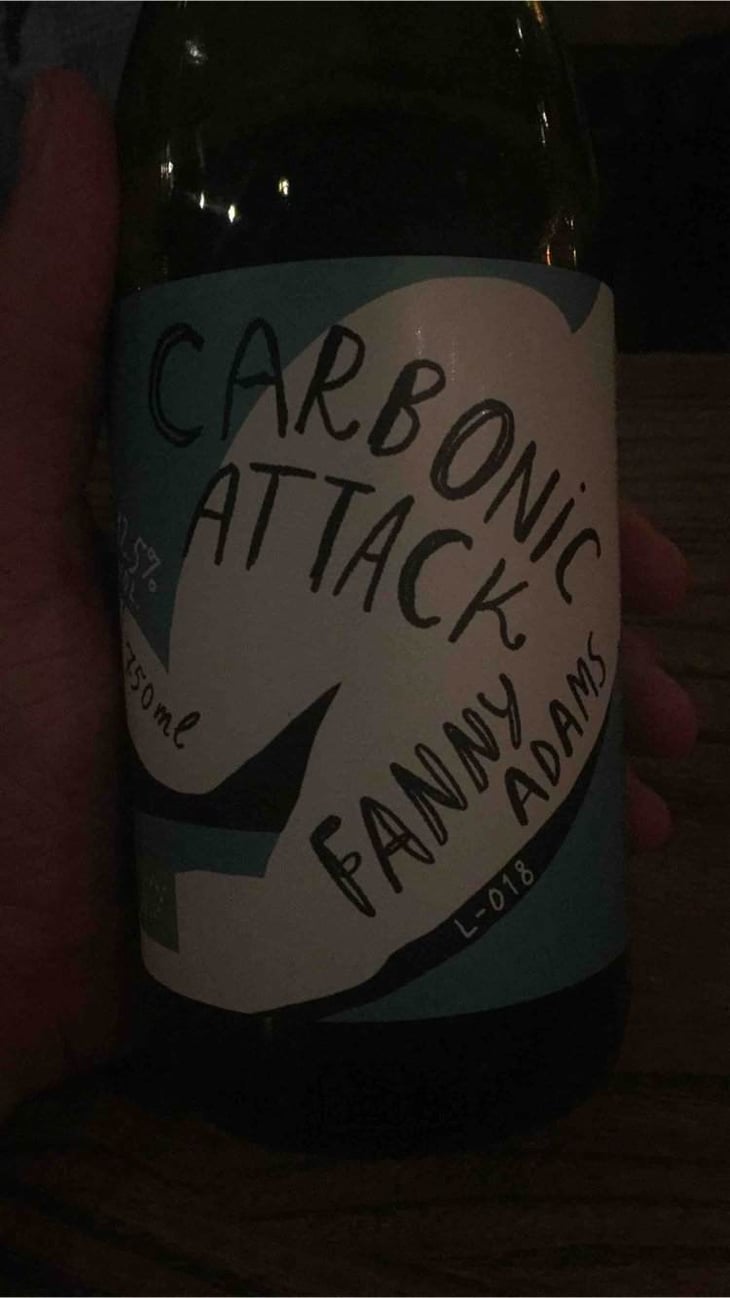 CARBONiC
ATTACK
750ml
FANNY
ADAMS
L-018